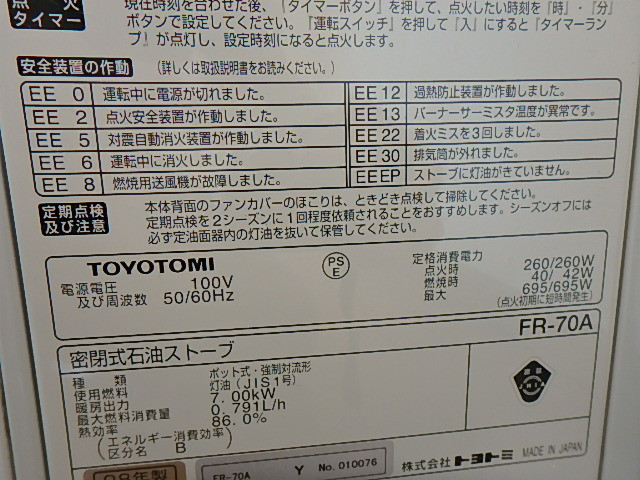 点火
タイマー
現在時刻を合わせた後、「タイマーボタン」を押して、点火したい時刻を「時」・「分」
ボタンで設定してください。「運転スイッチ」を押して「入」にすると「タイマーラン
プ」が点灯し、設定時刻になると点火します。
安全装置の作動 (詳しくは取扱説明書をお読みください。)
EE 0 運転中に電源が切れました。
EE 2 点火安全装置が作動しました。
EE 5 対震自動消火装置が作動しました。
EE 6 運転中に消火しました。
EE 8 燃焼用送風機が故障しました。
EE 12 過熱防止装置が作動しました。
EE 13 バーナーサーミスタ温度が異常です。
EE 22 着火ミスを3回しました。
EE 30 排気筒が外れました。
EE EP ストーブに灯油がきていません。
定期点検
及び注意
本体背面のファンカバーのほこりは、ときどき点検して掃除してください。
定期点検を2シーズンに1回程度依頼されることをおすすめします。シーズンオフには
必ず定油面器内の灯油を抜いて保管してください。
TOYOTOMI
PS
E
電源電圧 100V
及び周波数 50/60Hz
定格消費電力
点火時 260/260W
燃焼時 40/ 42W
最大 695/695W
(点火初期に短時間発生)
FR-70A
密閉式石油ストーブ
種類 ポット式・強制対流形
使用燃料 灯油(JIS1号)
暖房出力 7.00kW
最大燃料消費量 0.791L/h
熱効率 86.0%
(エネルギー消費効率)
区分名 B
08年製
FR-70A Y No. 010076
株式会社 トヨトミ MADE IN JAPAN